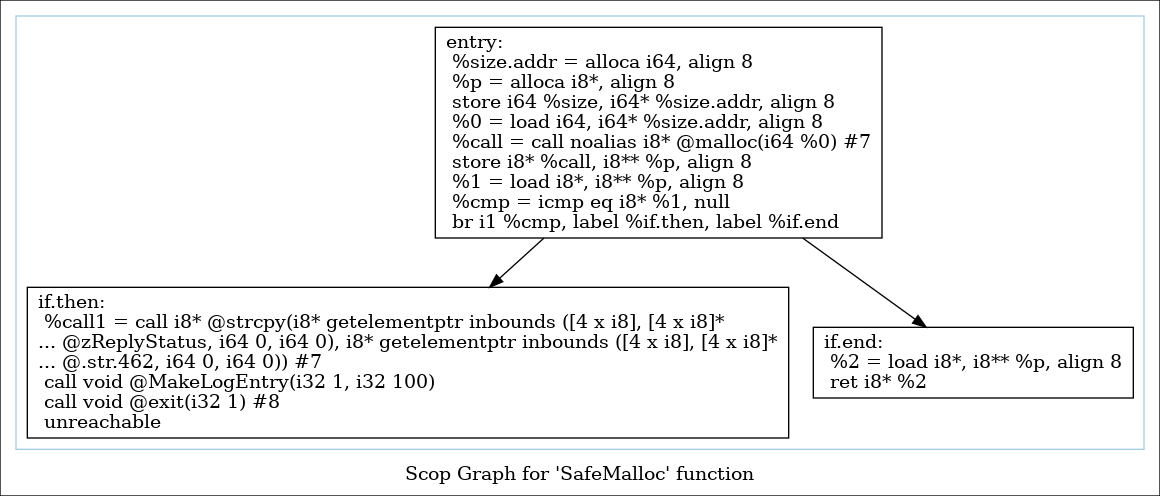 entry:
%size.addr = alloca i64, align 8
%p = alloca i8*, align 8
store i64 %size, i64* %size.addr, align 8
%0 = load i64, i64* %size.addr, align 8
%call = call noalias i8* @malloc(i64 %0) #7
store i8* %call, i8** %p, align 8
%1 = load i8*, i8** %p, align 8
%cmp = icmp eq i8* %1, null
br i1 %cmp, label %if.then, label %if.end
if.then:
%call1 = call i8* @strcpy(i8* getelementptr inbounds ([4 x i8], [4 x i8]*
... @zReplyStatus, i64 0, i64 0), i8* getelementptr inbounds ([4 x i8], [4 x i8]*
... @.str.462, i64 0, i64 0)) #7
call void @MakeLogEntry(i32 1, i32 100)
call void @exit(i32 1) #8
unreachable
if.end:
%2 = load i8*, i8** %p, align 8
ret i8* %2
Scop Graph for 'SafeMalloc' function